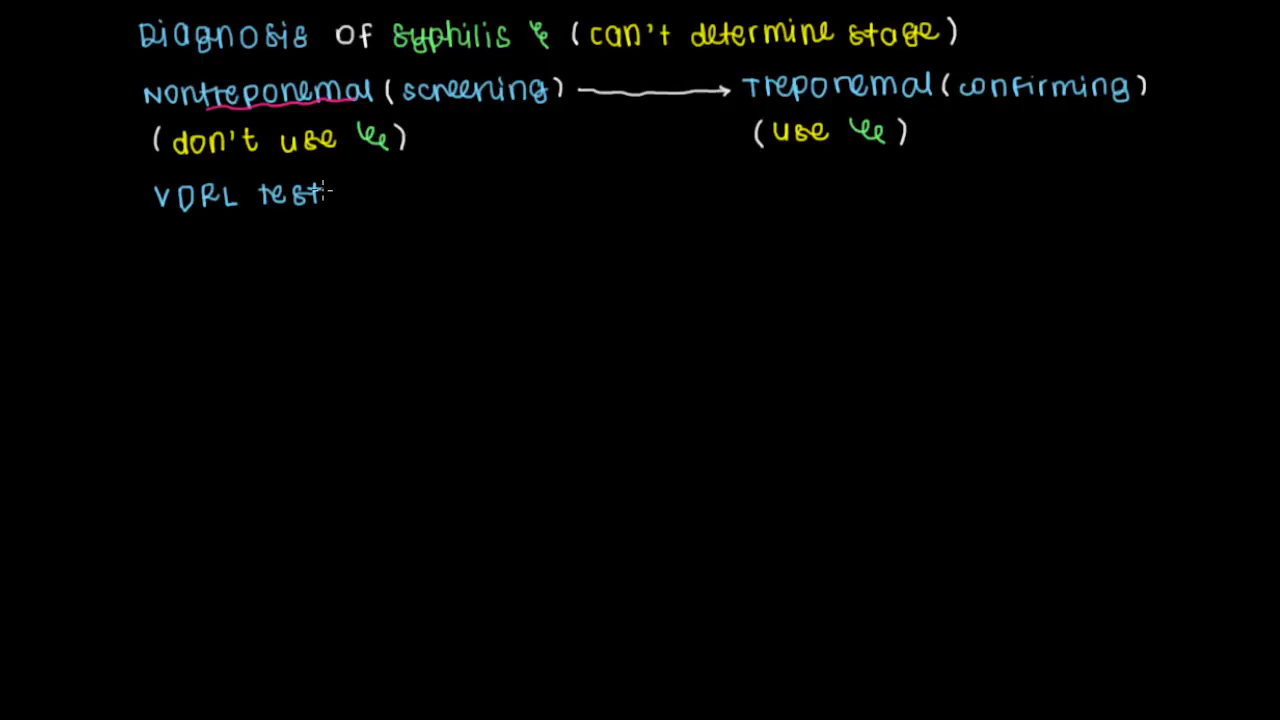 Diagnosis of syphilis (can't determine stage)
Nontreponemal (screening) → Treponemal (confirming)
(don't use ) (use )
VDRL test